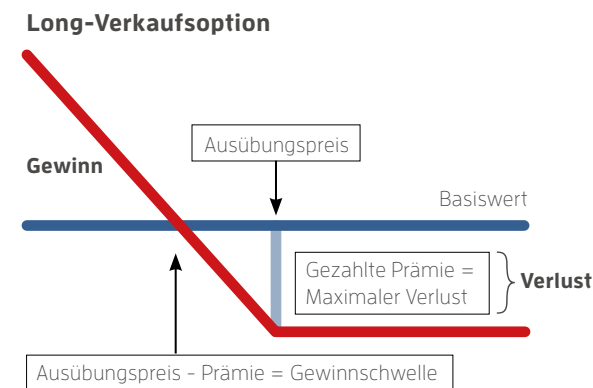 Long-Verkaufsoption
Ausübungspreis
Gewinn
Basiswert
Gezahlte Prämie =
Maximaler Verlust
Verlust
Ausübungspreis - Prämie = Gewinnschwelle